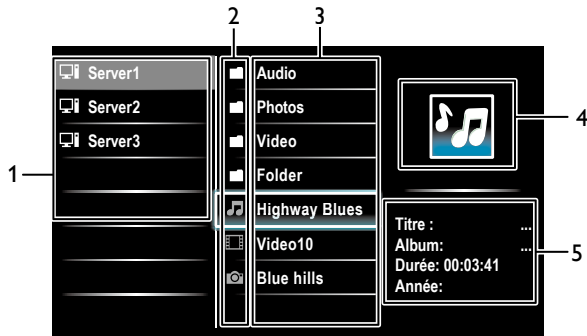 2 3
Server1
Server2
Server3
Audio
Photos
Video
Folder
Highway Blues
Video10
Blue hills
1
4
Titre : ...
Album: ...
Durée: 00:03:41
Année:
5